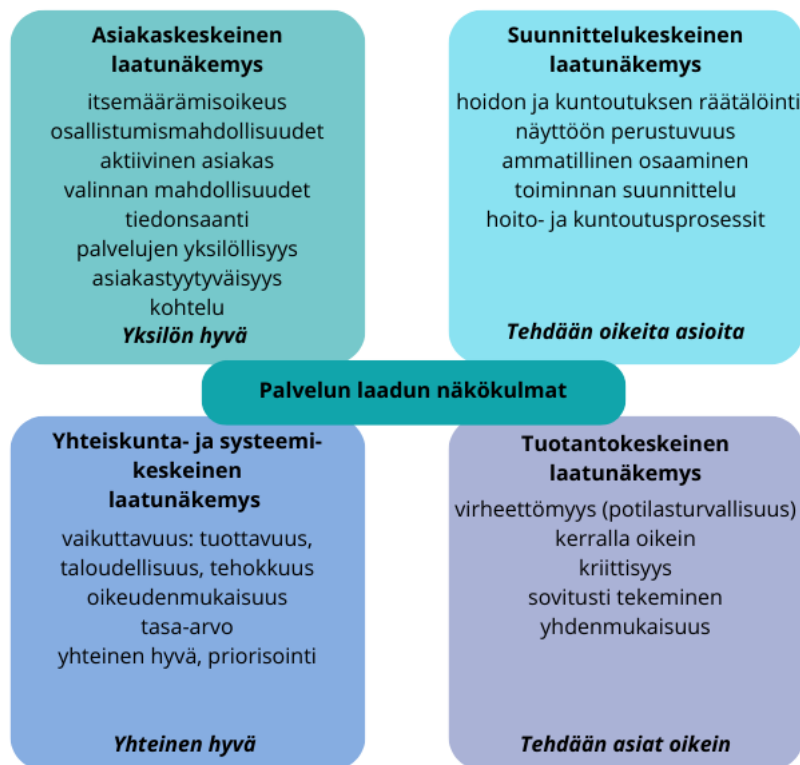 Asiakaskeskeinen
laatunäkemys
itsemääräämisoikeus
osallistumismahdollisuudet
aktiivinen asiakas
valinnan mahdollisuudet
tiedonsaanti
palvelujen yksilöllisyys
asiakastyytyväisyys
kohtelu
Yksilön hyvä
Suunnittelukeskeinen
laatunäkemys
hoidon ja kuntoutuksen räätälöinti
näyttöön perustuvuus
ammatillinen osaaminen
toiminnan suunnittelu
hoito- ja kuntoutusprosessit
Tehdään oikeita asioita
Palvelun laadun näkökulmat
Yhteiskunta- ja systeemi-
keskeinen
laatunäkemys
vaikuttavuus: tuottavuus,
taloudellisuus, tehokkuus
oikeudenmukaisuus
tasa-arvo
yhteinen hyvä, priorisointi
Yhteinen hyvä
Tuotantokeskeinen
laatunäkemys
virheettömyys (potilasturvallisuus)
kerralla oikein
kriittisyys
sovitusti tekeminen
yhdenmukaisuus
Tehdään asiat oikein